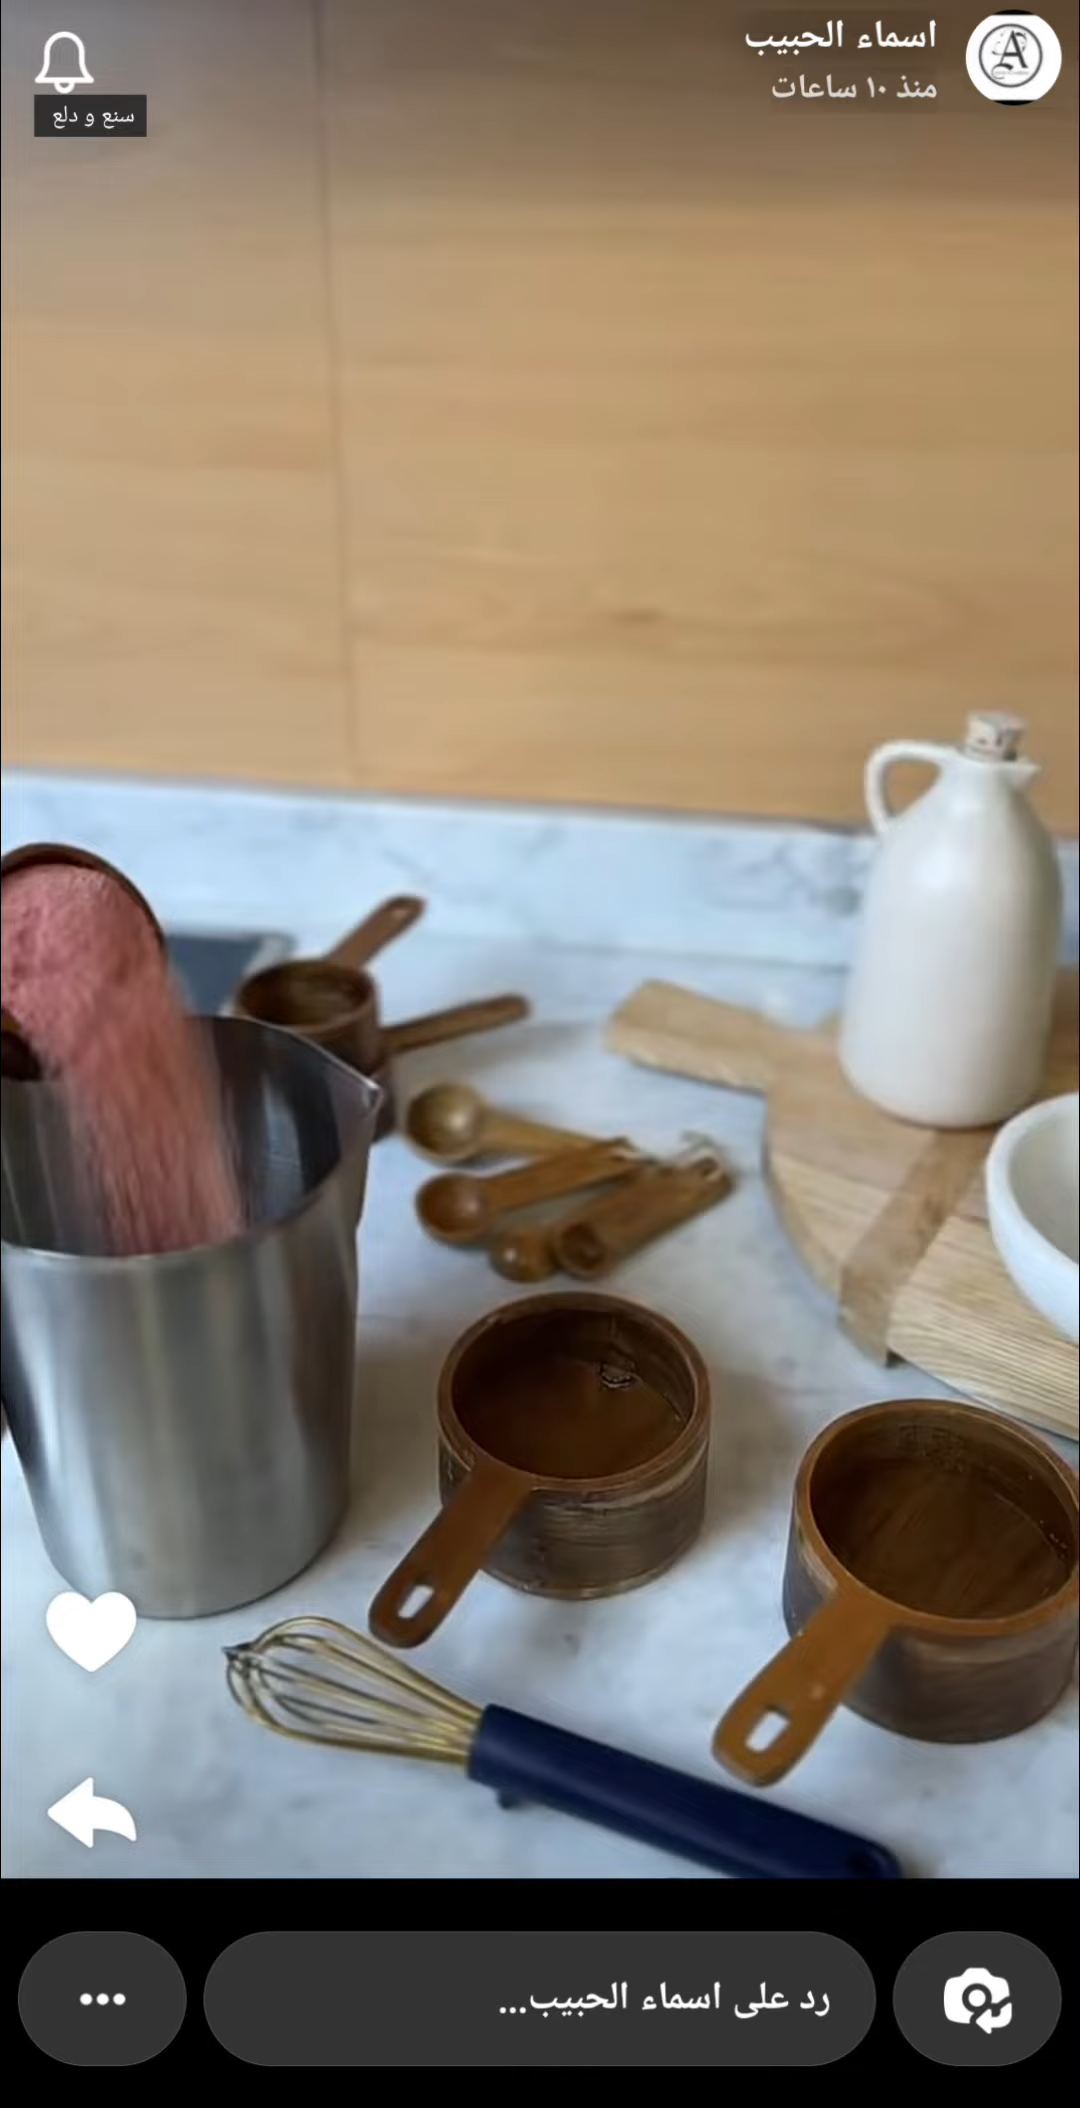 اسماء الحبيب
منذ ١٠ ساعات
سنع و دلع
رد على اسماء الحبيب...